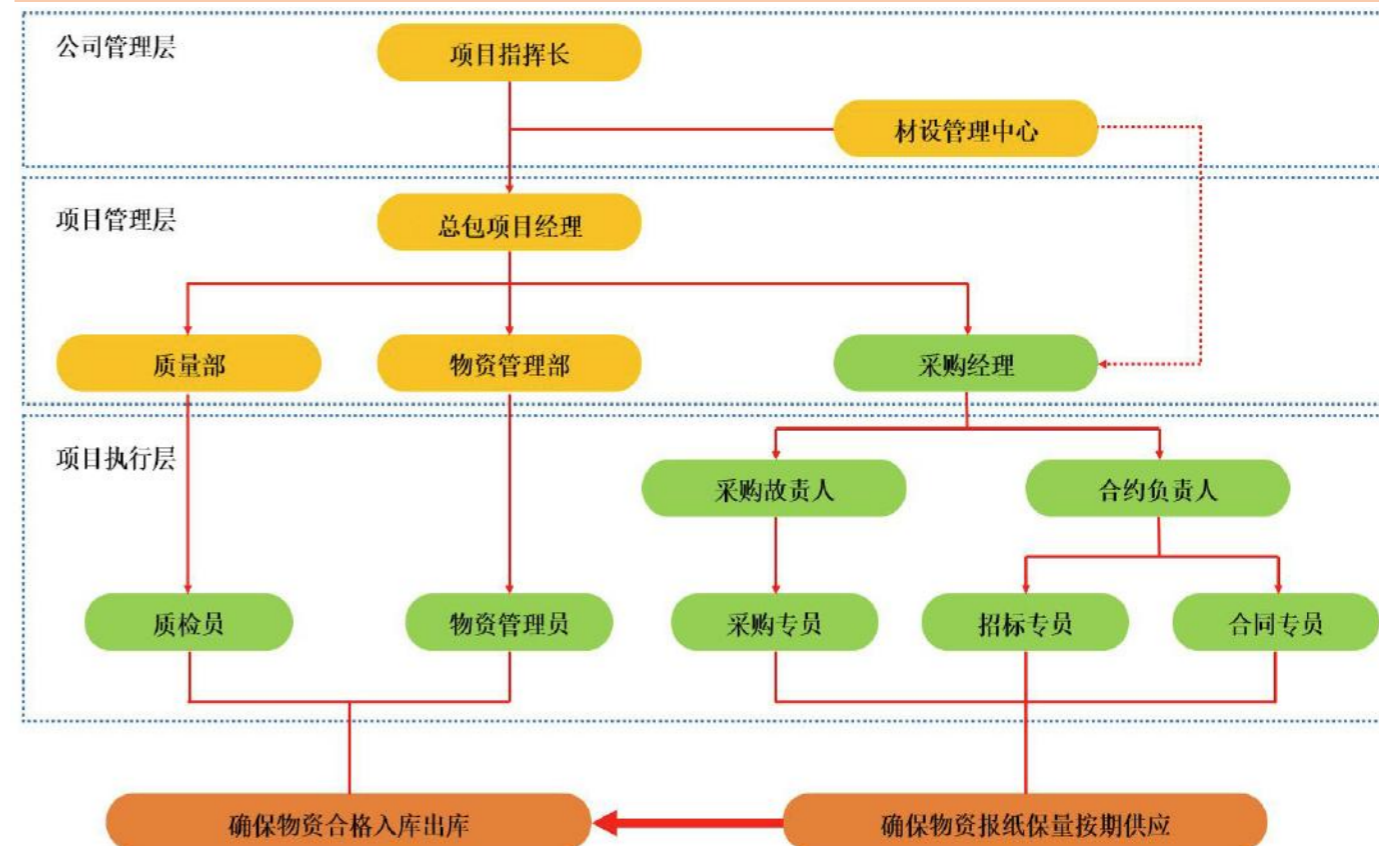 公司管理层
项目指挥长
材设管理中心
项目管理层
总包项目经理
质量部
物资管理部
采购经理
项目执行层
采购故责人
合约负责人
质检员
物资管理员
采购专员
招标专员
合同专员
确保物资合格入库出库
确保物资报纸保量按期供应